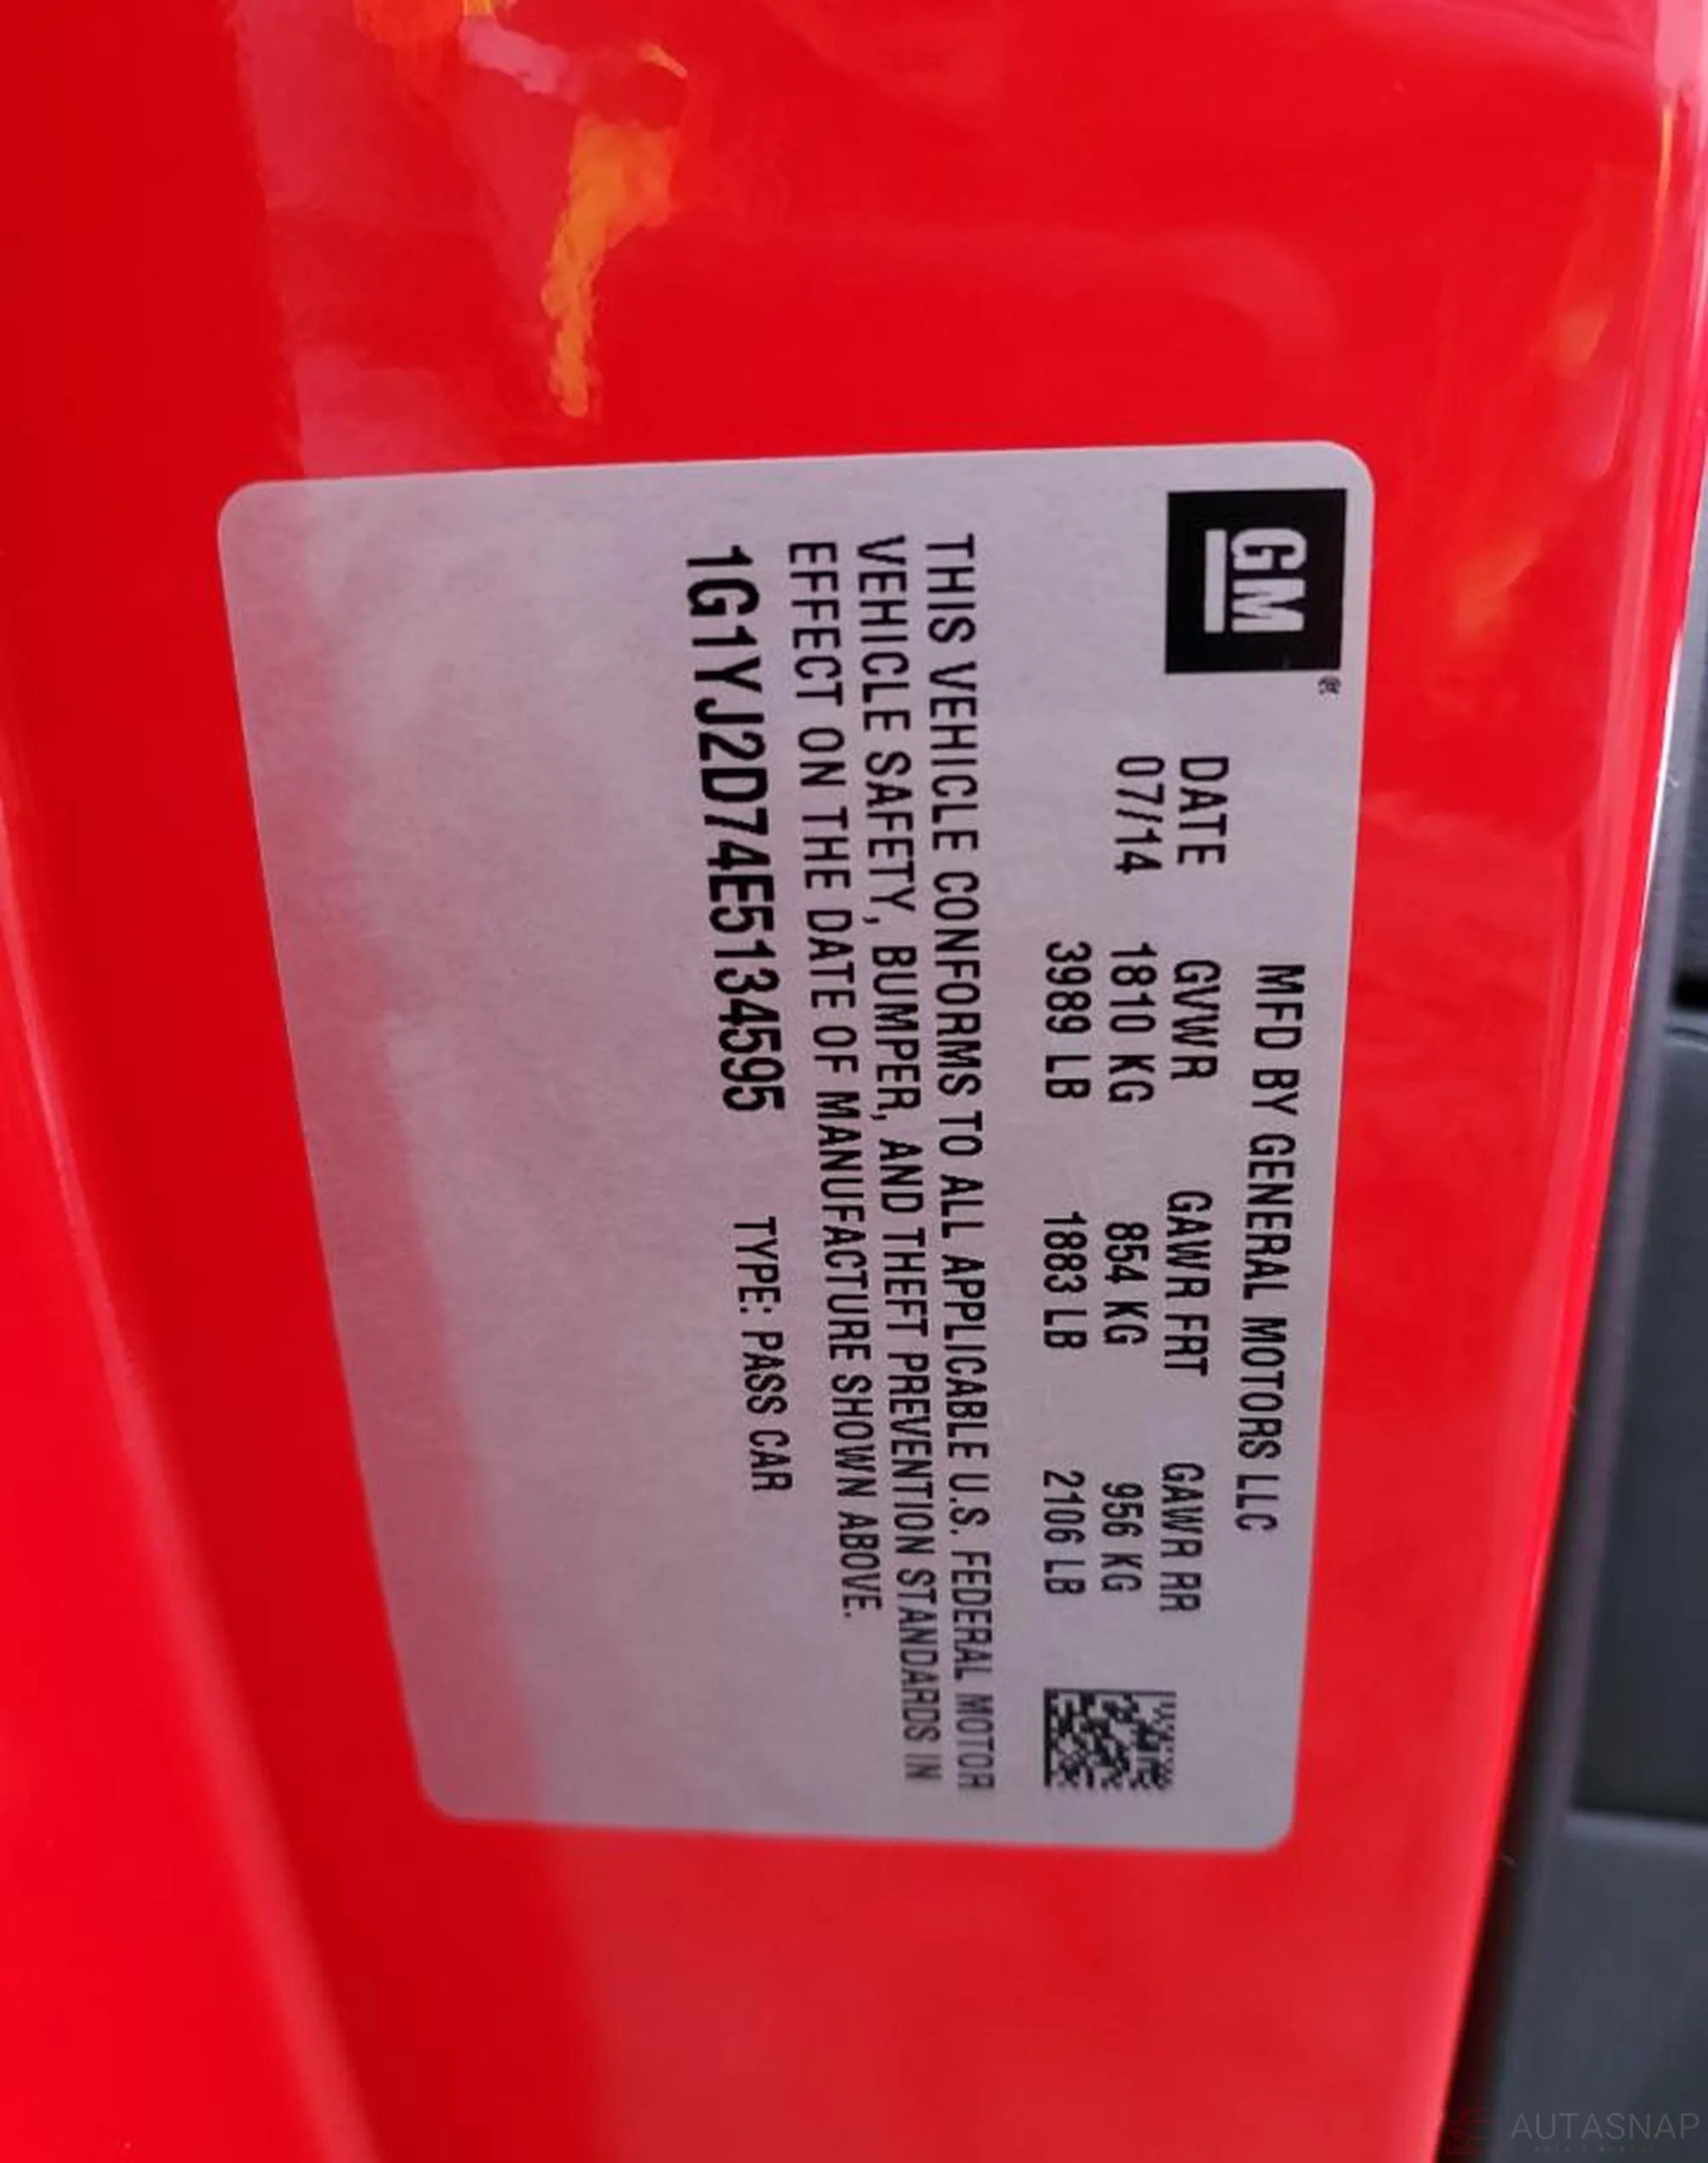 GM
MFD BY GENERAL MOTORS LLC
DATE GVWR GAWR FRT GAWR RR
07/14 1810 KG 854 KG 956 KG
3989 LB 1883 LB 2106 LB
THIS VEHICLE CONFORMS TO ALL APPLICABLE U.S. FEDERAL MOTOR
VEHICLE SAFETY, BUMPER, AND THEFT PREVENTION STANDARDS IN
EFFECT ON THE DATE OF MANUFACTURE SHOWN ABOVE.
1G1YJ2D74E5134595 TYPE: PASS CAR
AUTASNAP